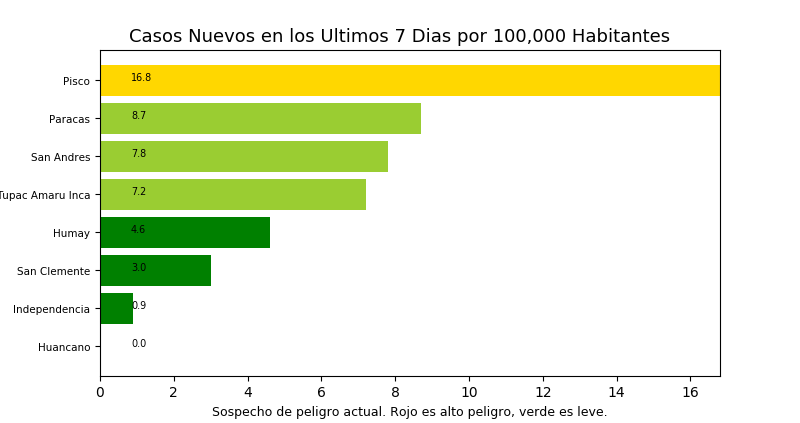 Casos Nuevos en los Ultimos 7 Dias por 100,000 Habitantes
Pisco 16.8
Paracas 8.7
San Andres 7.8
Tupac Amaru Inca 7.2
Humay 4.6
San Clemente 3.0
Independencia 0.9
Huancano 0.0
0 2 4 6 8 10 12 14 16
Sospecho de peligro actual. Rojo es alto peligro, verde es leve.